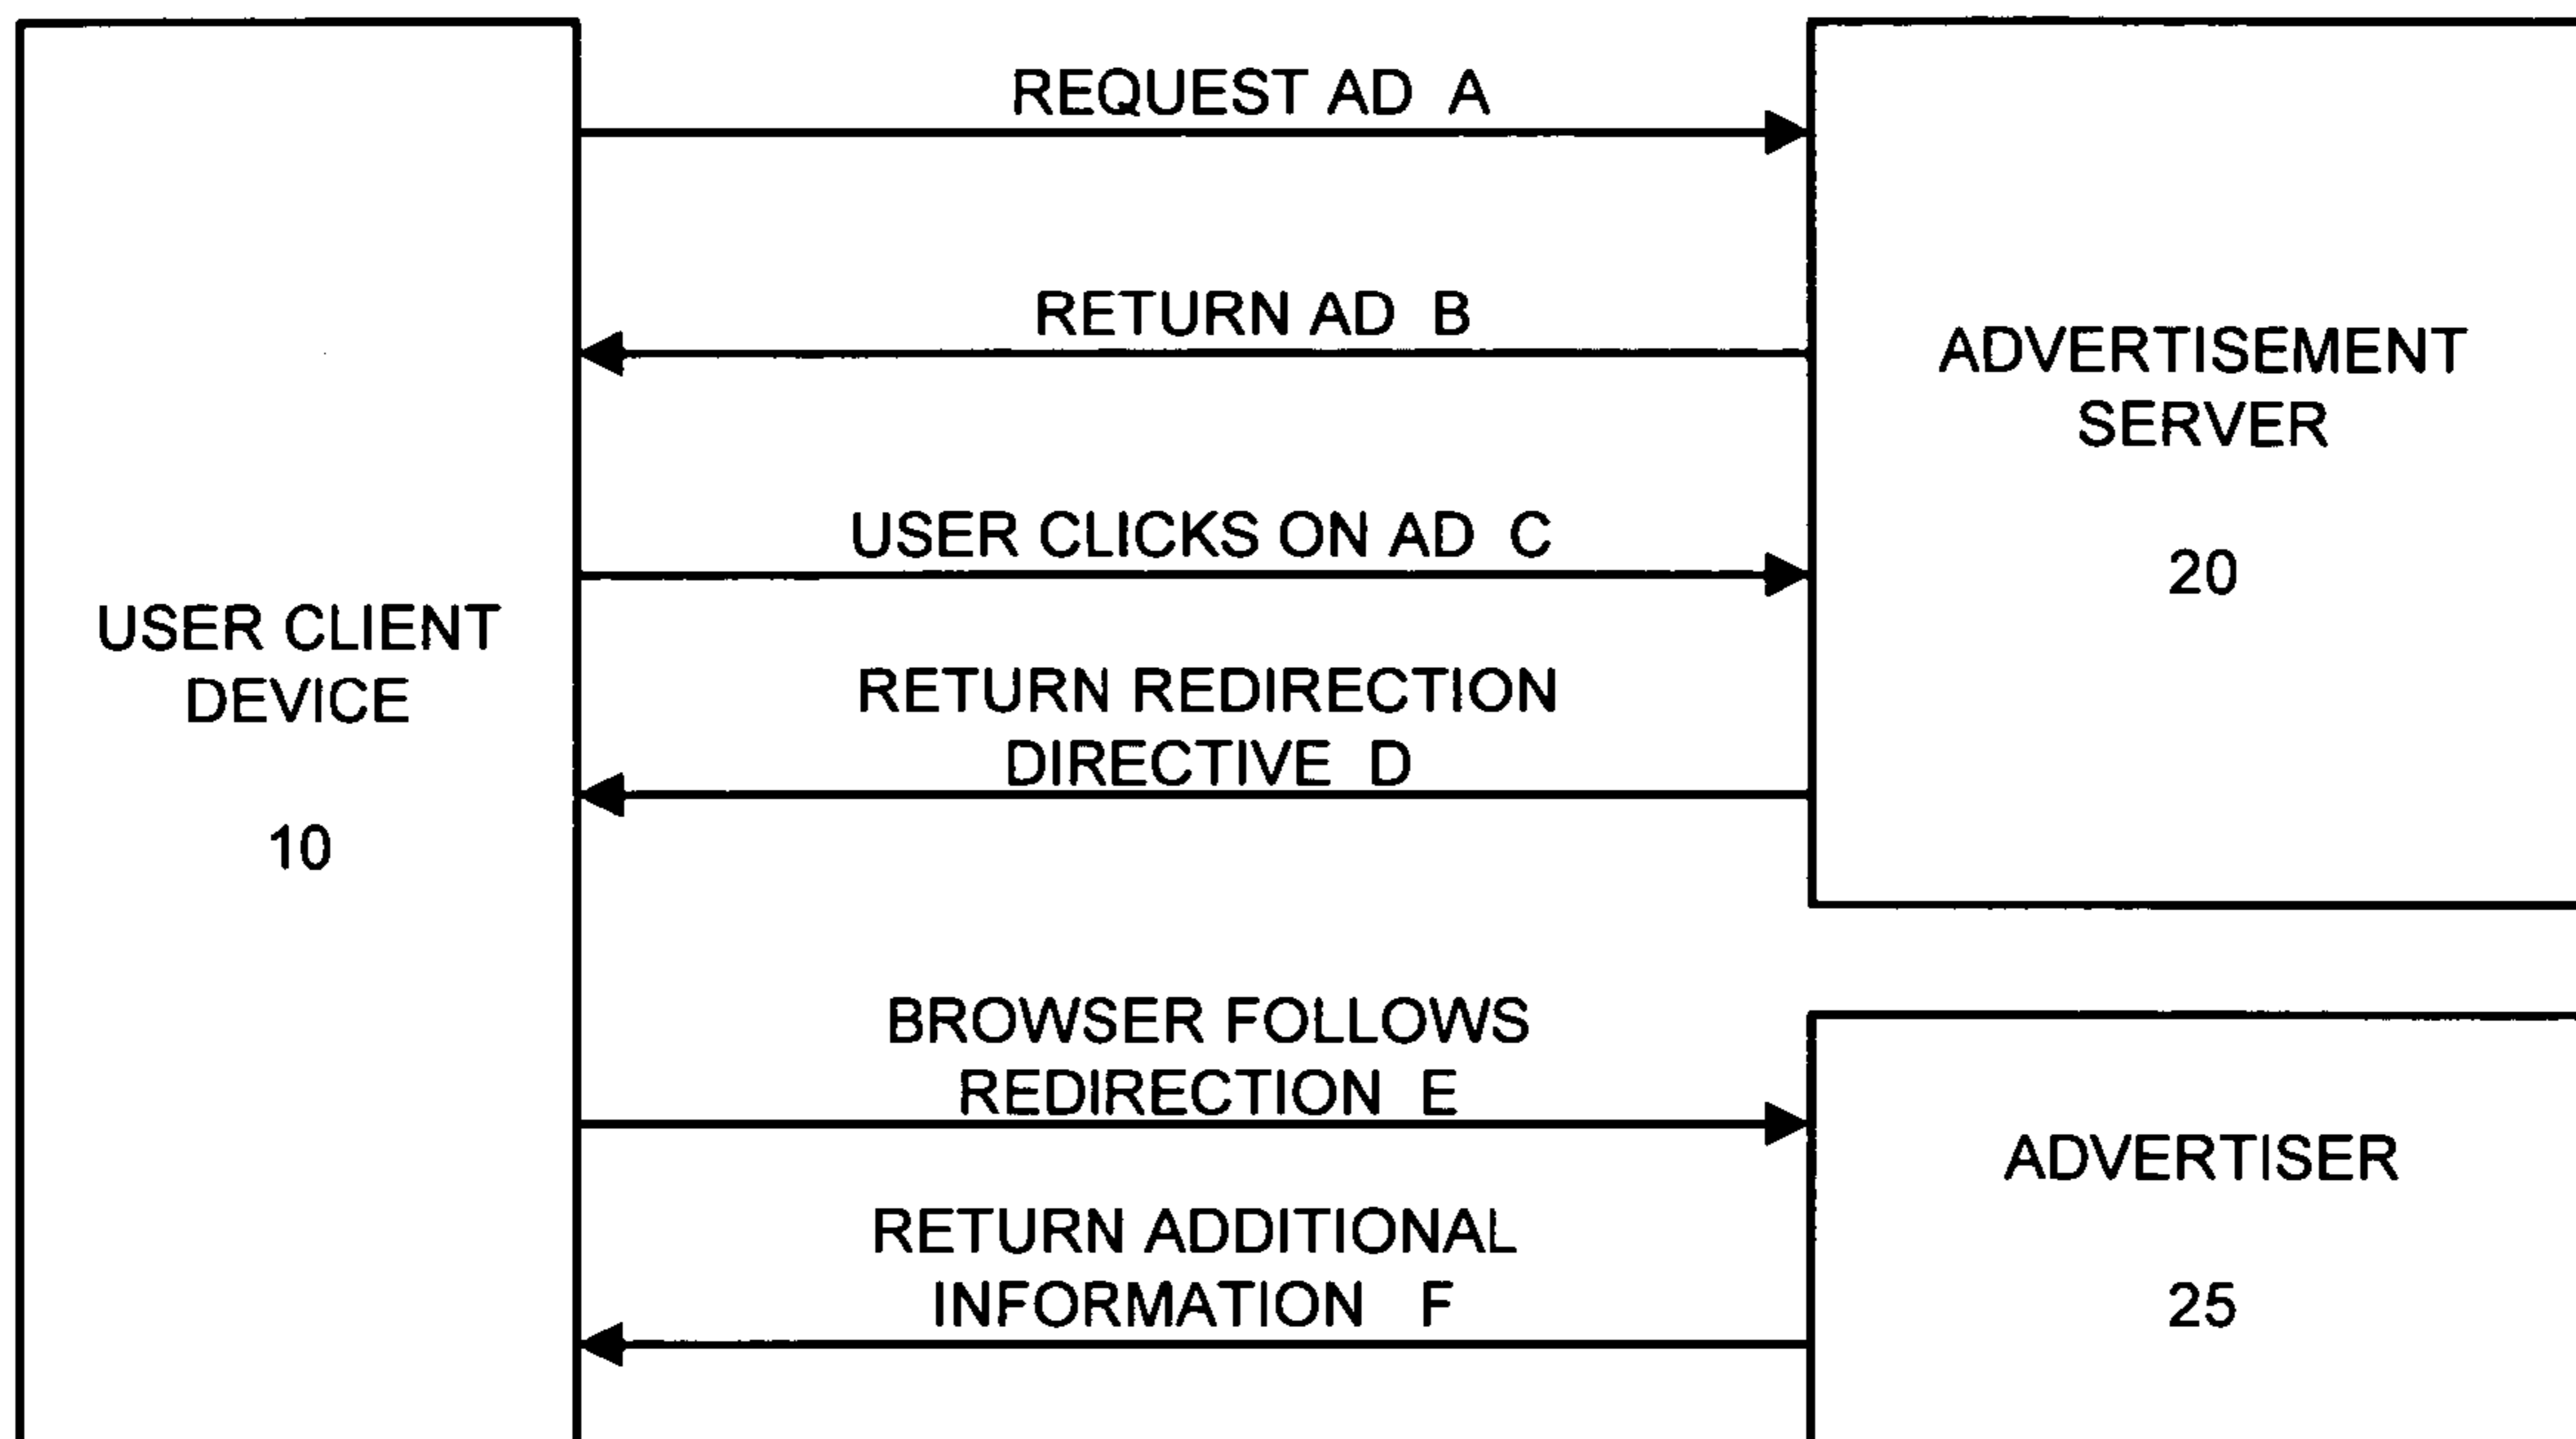 REQUEST AD A
RETURN AD B
ADVERTISEMENT
SERVER
20
USER CLICKS ON AD C
USER CLIENT
DEVICE
10
RETURN REDIRECTION
DIRECTIVE D
BROWSER FOLLOWS
REDIRECTION E
ADVERTISER
25
RETURN ADDITIONAL
INFORMATION F